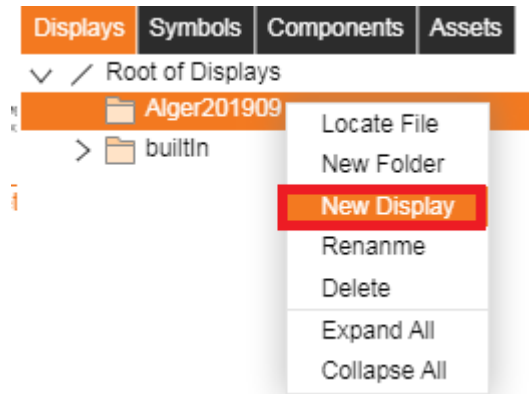 Displays Symbols Components Assets
Root of Displays
Alger201909
builtIn
Locate File
New Folder
New Display
Renanme
Delete
Expand All
Collapse All